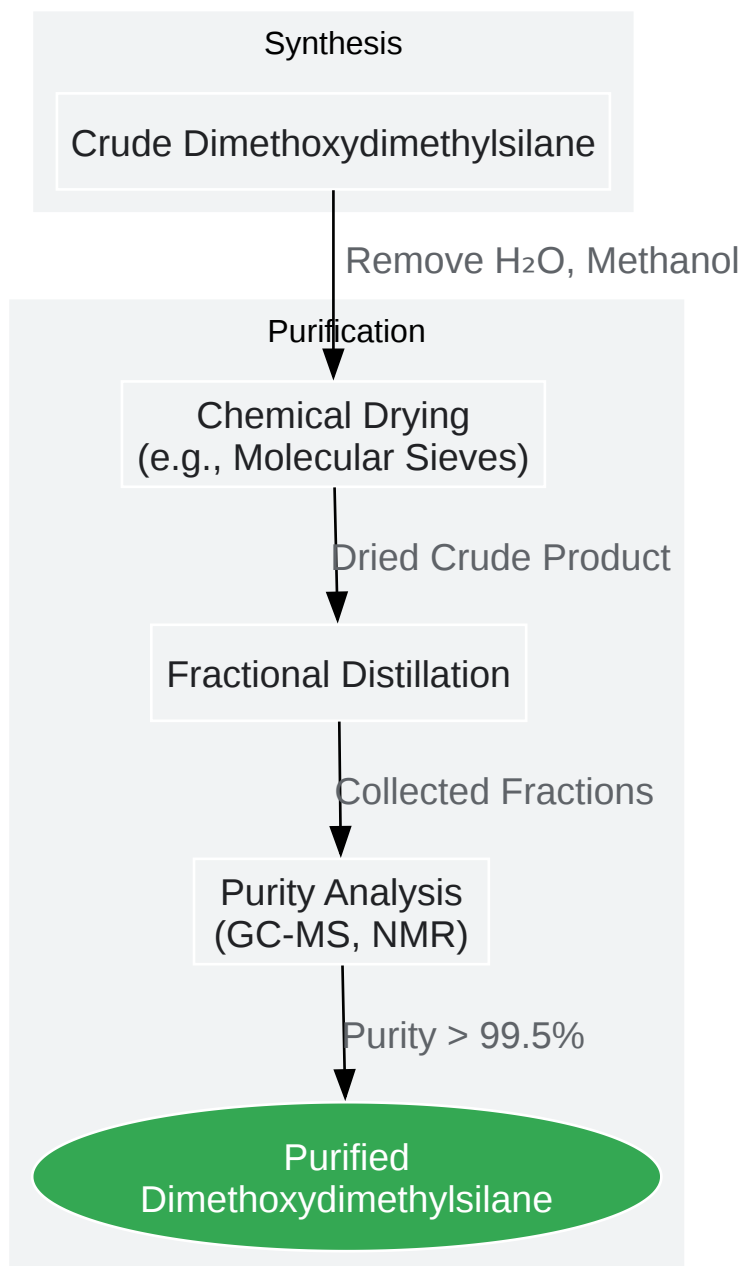 Synthesis
Crude Dimethoxydimethylsilane
Remove H₂O, Methanol
Purification
Chemical Drying
(e.g., Molecular Sieves)
Dried Crude Product
Fractional Distillation
Collected Fractions
Purity Analysis
(GC-MS, NMR)
Purity > 99.5%
Purified
Dimethoxydimethylsilane